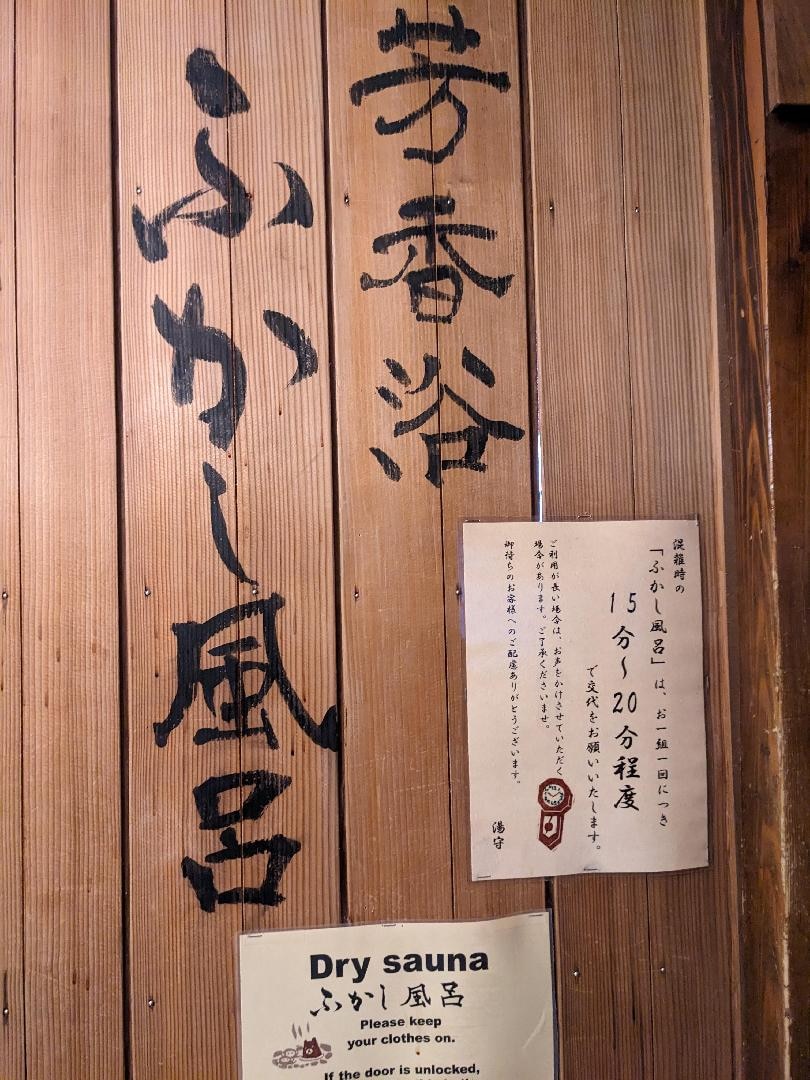 芳香浴
ふかし風呂
混雑時の
「ふかし風呂」は、お一組一回につき
15分~20分程度
で交代をお願いいたします。
ご利用が長い場合は、お声をかけさせていただく
場合があります。ご了承くださいませ。
御待ちのお客様へのご配慮ありがとうございます。
湯守
Dry sauna
ふかし風呂
Please keep
your clothes on.
If the door is unlocked,